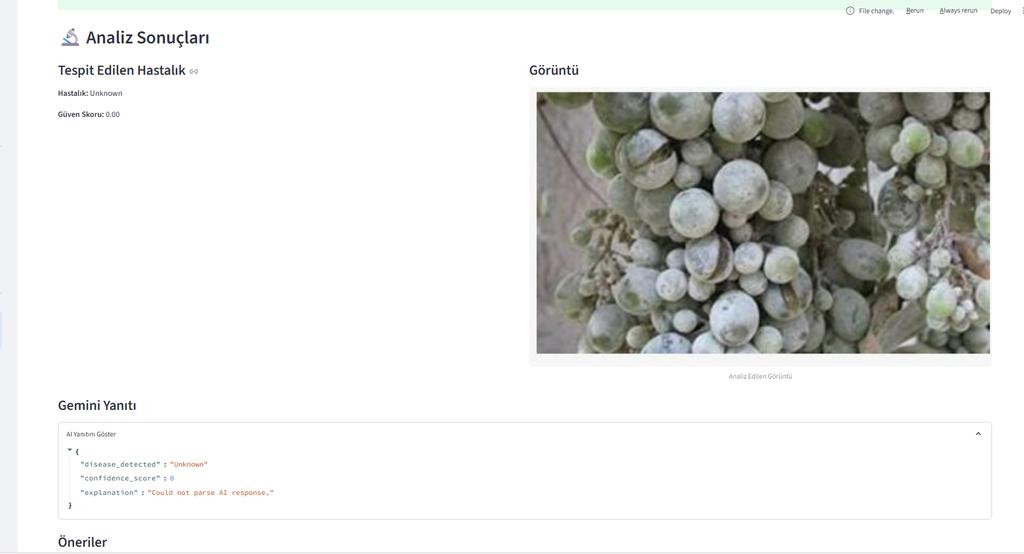 File change.
Rerun
Always rerun
Deploy
Analiz Sonuçları
Tespit Edilen Hastalık
Hastalık: Unknown
Güven Skoru: 0.00
Görüntü
Analiz Edilen Görüntü
Gemini Yanıtı
AI Yanıtını Göster
{
"disease_detected" : "Unknown"
"confidence_score" : 0
"explanation" : "Could not parse AI response."
}
Öneriler